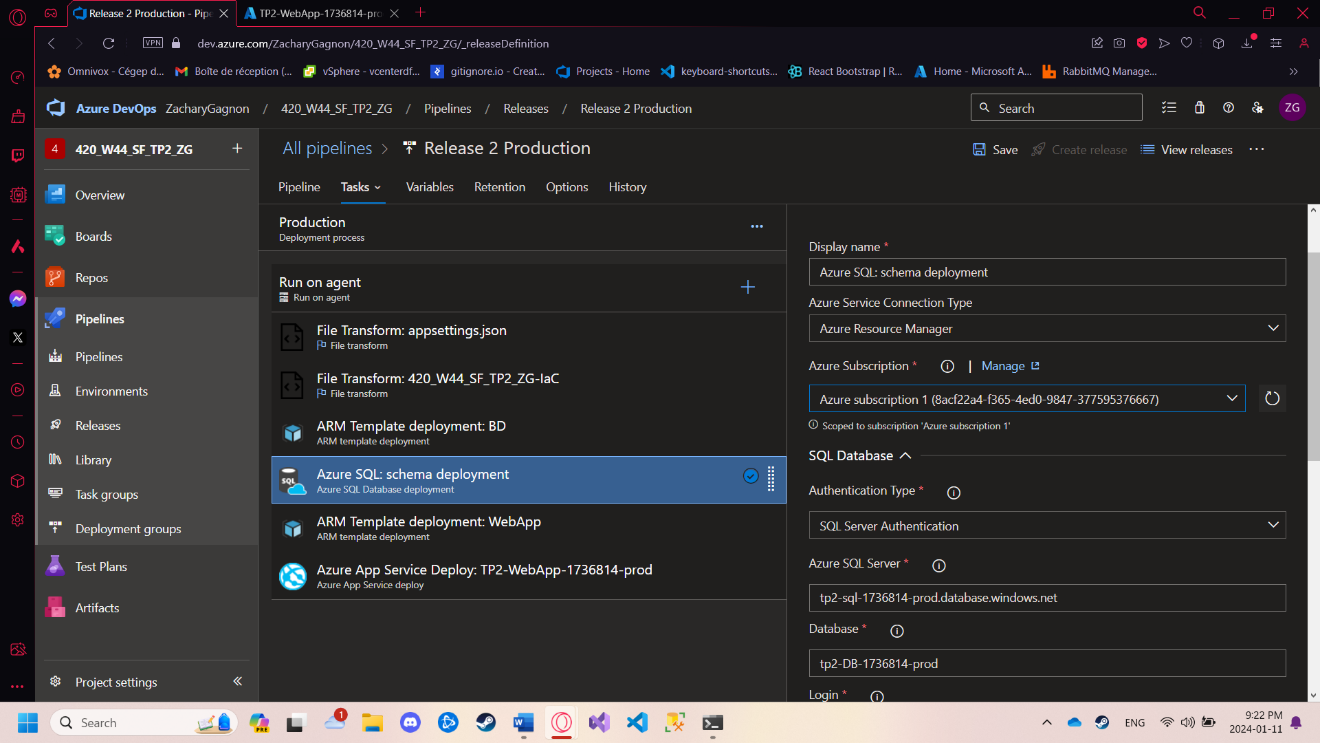 Release 2 Production - Pipe
TP2-WebApp-1736814-pro
VPN
dev.azure.com/ZacharyGagnon/420_W44_SF_TP2_ZG/_releaseDefinition
Omnivox - Cégep d...
Boîte de réception (...
vSphere - vcenterdf...
gitignore.io - Creat...
Projects - Home
keyboard-shortcuts...
React Bootstrap | R...
Home - Microsoft A...
RabbitMQ Manage...
Azure DevOps
ZacharyGagnon
/
420_W44_SF_TP2_ZG
/
Pipelines
/
Releases
/
Release 2 Production
Search
ZG
4
420_W44_SF_TP2_ZG
Overview
Boards
Repos
Pipelines
Pipelines
Environments
Releases
Library
Task groups
Deployment groups
Test Plans
Artifacts
Project settings
All pipelines
Release 2 Production
Save
Create release
View releases
Pipeline
Tasks
Variables
Retention
Options
History
Production
Deployment process
Run on agent
Run on agent
File Transform: appsettings.json
File transform
File Transform: 420_W44_SF_TP2_ZG-IaC
File transform
ARM Template deployment: BD
ARM template deployment
SQL
Azure SQL: schema deployment
Azure SQL Database deployment
ARM Template deployment: WebApp
ARM template deployment
Azure App Service Deploy: TP2-WebApp-1736814-prod
Azure App Service deploy
Display name *
Azure SQL: schema deployment
Azure Service Connection Type
Azure Resource Manager
Azure Subscription *
| Manage
Azure subscription 1 (8acf22a4-f365-4ed0-9847-377595376667)
Scoped to subscription 'Azure subscription 1'
SQL Database
Authentication Type *
SQL Server Authentication
Azure SQL Server *
tp2-sql-1736814-prod.database.windows.net
Database *
tp2-DB-1736814-prod
Login *
Search
PRE
1
ENG
9:22 PM
2024-01-11